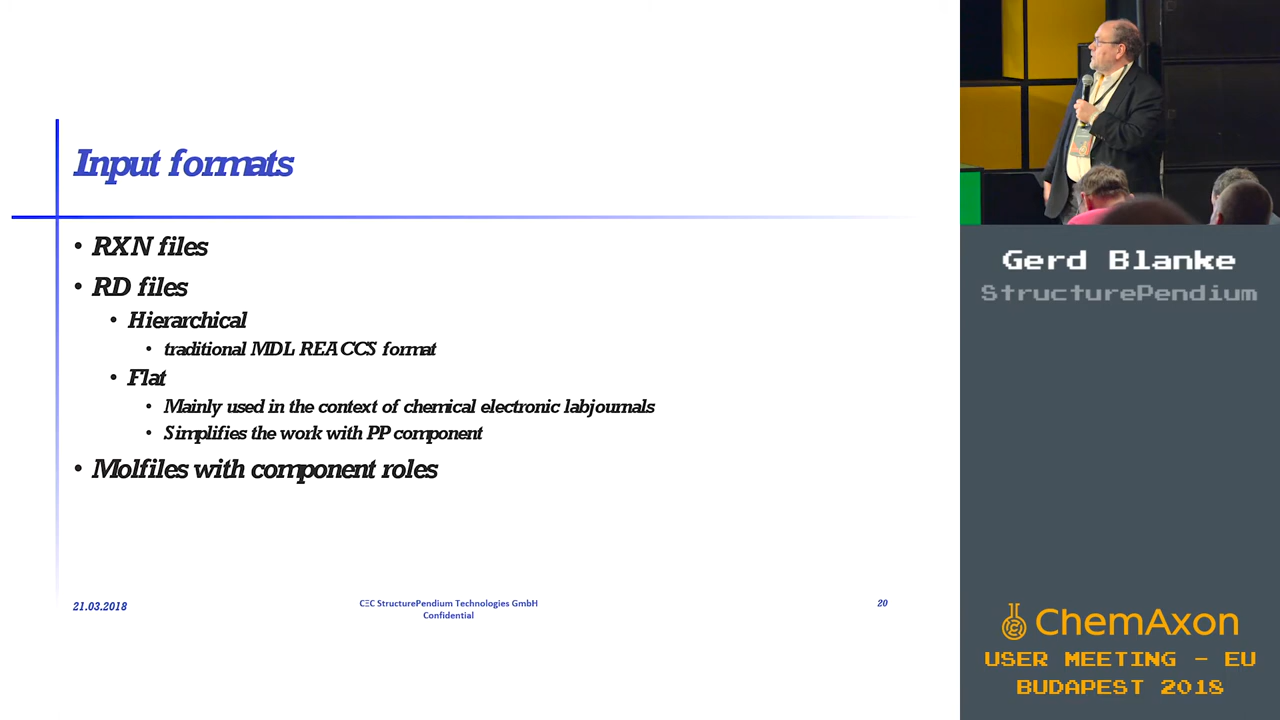 Input formats
• RXN files
• RD files
• Hierarchical
• traditional MDL REACCS format
• Flat
• Mainly used in the context of chemical electronic labjournals
• Simplifies the work with PP component
• Molfiles with component roles
21.03.2018
CΞC StructurePendium Technologies GmbH
Confidential
20
Gerd Blanke
StructurePendium
ChemAxon
USER MEETING - EU
BUDAPEST 2018